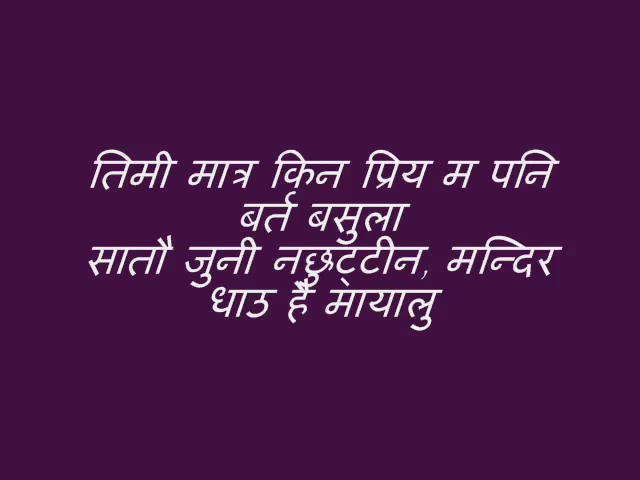 तिमी मात्र किन प्रिय म पनि
बर्त बसुला
सातौ जुनी नछुट्टीन, मन्दिर
धाउ है मायालु